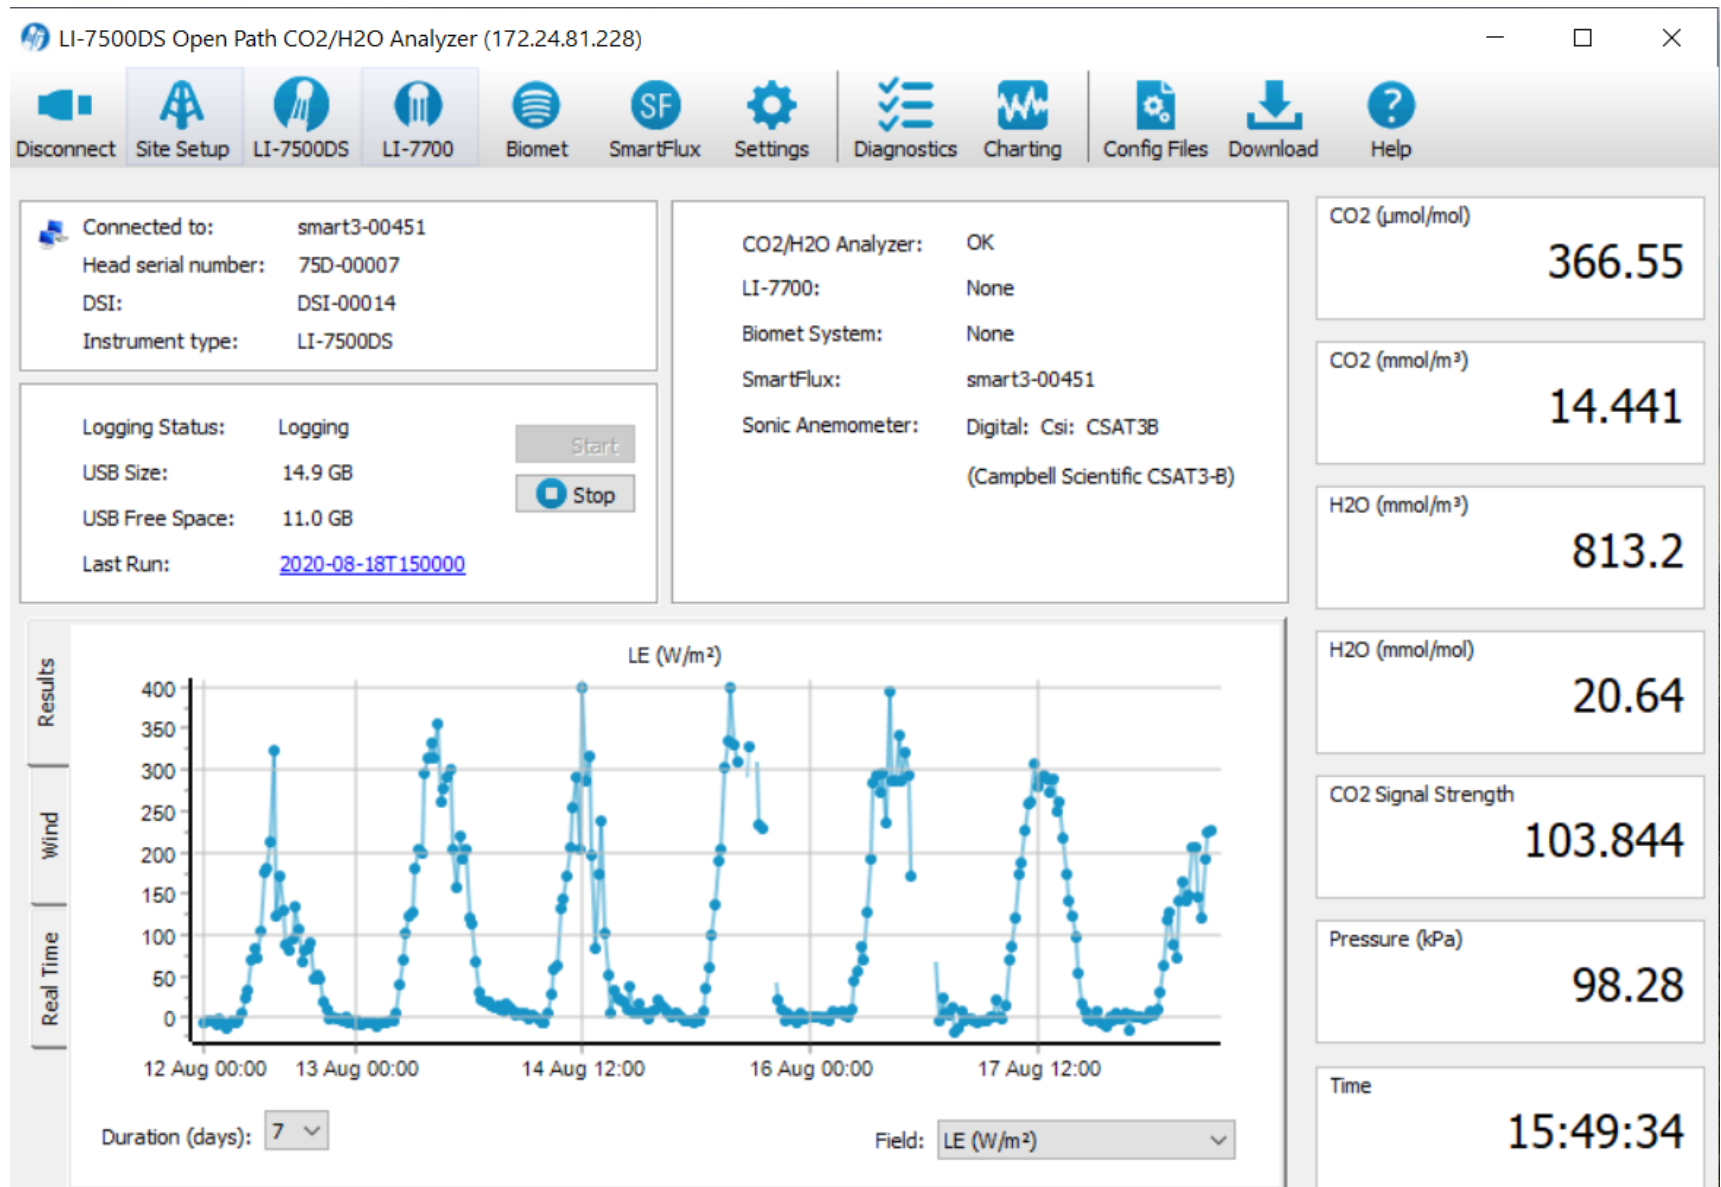 LI-7500DS Open Path CO2/H2O Analyzer (172.24.81.228)
Disconnect Site Setup LI-7500DS LI-7700 Biomet SmartFlux Settings Diagnostics Charting Config Files Download Help
SF
?
Connected to: smart3-00451
Head serial number: 75D-00007
DSI: DSI-00014
Instrument type: LI-7500DS
Logging Status: Logging
USB Size: 14.9 GB
USB Free Space: 11.0 GB
Last Run: 2020-08-18T150000
Start
Stop
CO2/H2O Analyzer: OK
LI-7700: None
Biomet System: None
SmartFlux: smart3-00451
Sonic Anemometer: Digital: Csi: CSAT3B
(Campbell Scientific CSAT3-B)
CO2 (µmol/mol)
366.55
CO2 (mmol/m³)
14.441
H2O (mmol/m³)
813.2
H2O (mmol/mol)
20.64
CO2 Signal Strength
103.844
Pressure (kPa)
98.28
Time
15:49:34
Results
Wind
Real Time
LE (W/m²)
400
350
300
250
200
150
100
50
0
12 Aug 00:00 13 Aug 00:00 14 Aug 12:00 16 Aug 00:00 17 Aug 12:00
Duration (days): 7
Field: LE (W/m²)